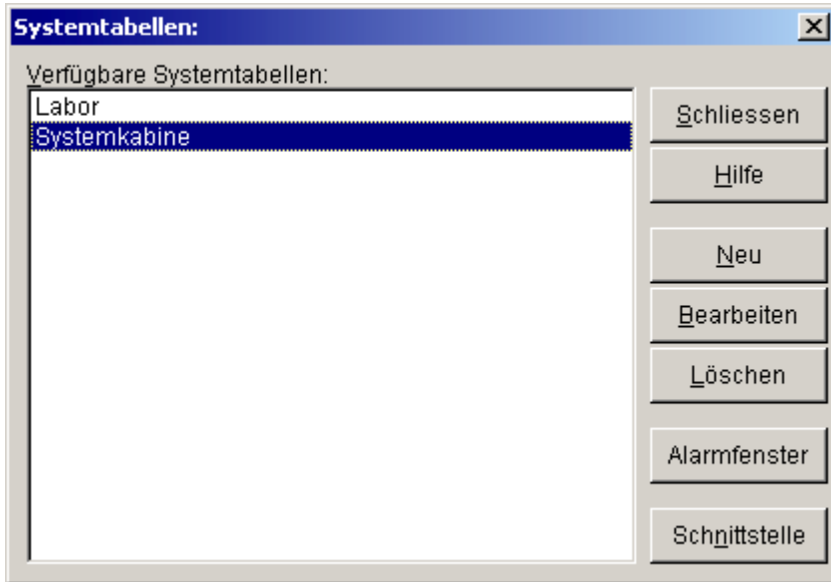 Systemtabellen:
Verfügbare Systemtabellen:
Labor
Systemkabine
Schliessen
Hilfe
Neu
Bearbeiten
Löschen
Alarmfenster
Schnittstelle